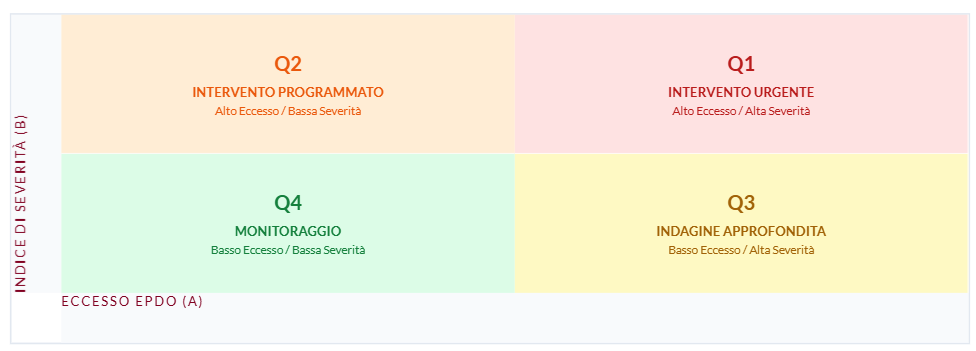 Q2
INTERVENTO PROGRAMMATO
Alto Eccesso / Bassa Severità
Q1
INTERVENTO URGENTE
Alto Eccesso / Alta Severità
INDICE DI SEVERITÀ (B)
Q4
MONITORAGGIO
Basso Eccesso / Bassa Severità
Q3
INDAGINE APPROFONDITA
Basso Eccesso / Alta Severità
ECCESSO EPDO (A)